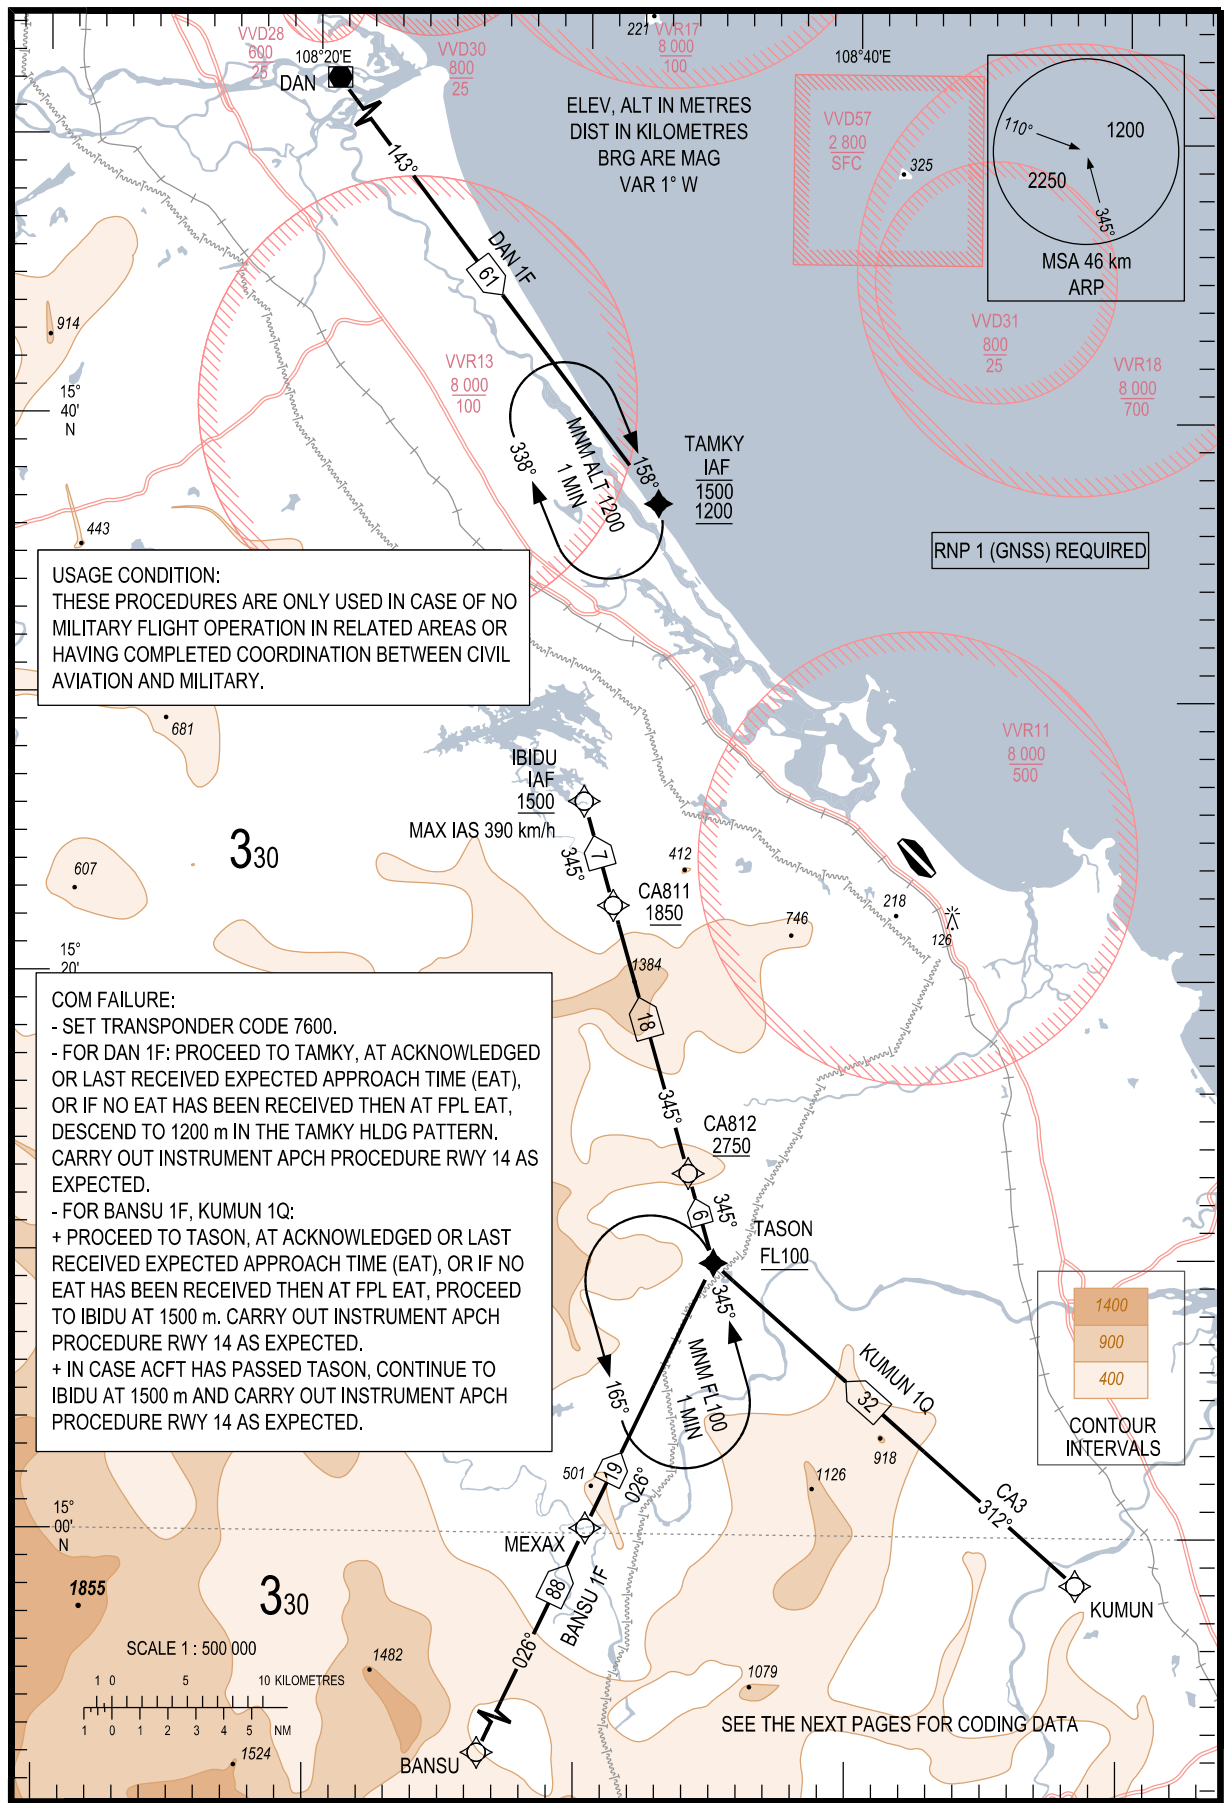 VVD28
600
25
108°20'E
DAN
VVD30
800
25
221
VVR17
8 000
100
108°40'E
ELEV, ALT IN METRES
DIST IN KILOMETRES
BRG ARE MAG
VAR 1° W
VVD57
2 800
SFC
325
110°
1200
2250
345°
MSA 46 km
ARP
143°
DAN 1F
61
914
VVR13
8 000
100
VVD31
800
25
VVR18
8 000
700
15°
40'
N
338°
MNM ALT 1200
1 MIN
158°
TAMKY
IAF
1500
1200
443
RNP 1 (GNSS) REQUIRED
USAGE CONDITION:
THESE PROCEDURES ARE ONLY USED IN CASE OF NO
MILITARY FLIGHT OPERATION IN RELATED AREAS OR
HAVING COMPLETED COORDINATION BETWEEN CIVIL
AVIATION AND MILITARY.
681
VVR11
8 000
500
IBIDU
IAF
1500
MAX IAS 390 km/h
330
607
345°
7
412
CA811
1850
218
126
746
15°
20'
1384
18
COM FAILURE:
- SET TRANSPONDER CODE 7600.
- FOR DAN 1F: PROCEED TO TAMKY, AT ACKNOWLEDGED
OR LAST RECEIVED EXPECTED APPROACH TIME (EAT),
OR IF NO EAT HAS BEEN RECEIVED THEN AT FPL EAT,
DESCEND TO 1200 m IN THE TAMKY HLDG PATTERN.
CARRY OUT INSTRUMENT APCH PROCEDURE RWY 14 AS
EXPECTED.
- FOR BANSU 1F, KUMUN 1Q:
+ PROCEED TO TASON, AT ACKNOWLEDGED OR LAST
RECEIVED EXPECTED APPROACH TIME (EAT), OR IF NO
EAT HAS BEEN RECEIVED THEN AT FPL EAT, PROCEED
TO IBIDU AT 1500 m. CARRY OUT INSTRUMENT APCH
PROCEDURE RWY 14 AS EXPECTED.
+ IN CASE ACFT HAS PASSED TASON, CONTINUE TO
IBIDU AT 1500 m AND CARRY OUT INSTRUMENT APCH
PROCEDURE RWY 14 AS EXPECTED.
345°
CA812
2750
6
345°
TASON
FL100
345°
MNM FL100
1 MIN
165°
KUMUN 1Q
32
918
1126
CA3
312°
KUMUN
1400
900
400
CONTOUR
INTERVALS
501
19
026°
MEXAX
88
BANSU 1F
026°
15°
00'
N
1855
330
SCALE 1 : 500 000
1 0 5 10 KILOMETRES
1 0 1 2 3 4 5 NM
1482
1524
1079
BANSU
SEE THE NEXT PAGES FOR CODING DATA